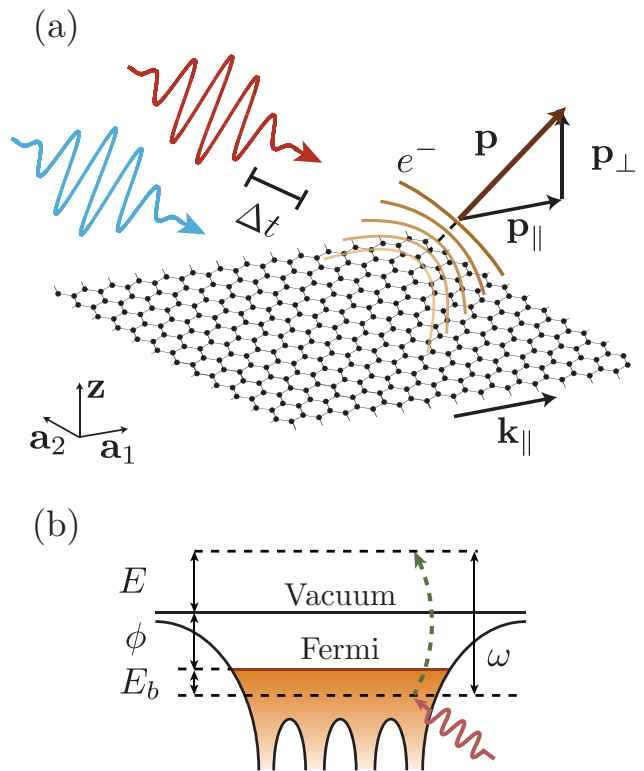 (a)
e⁻
p
p⊥
p∥
Δt
z
a₂
a₁
k∥
(b)
E
Vacuum
ϕ
Fermi
ω
E_b